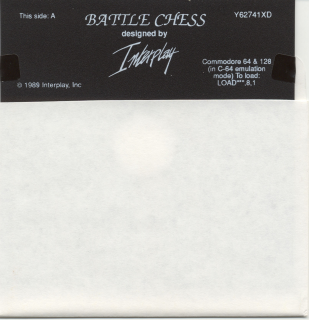 This side: A
BATTLE CHESS
Y62741XD
designed by
Interplay
Commodore 64 & 128
(in C-64 emulation
mode) To load:
LOAD"*",8,1
© 1989 Interplay, Inc